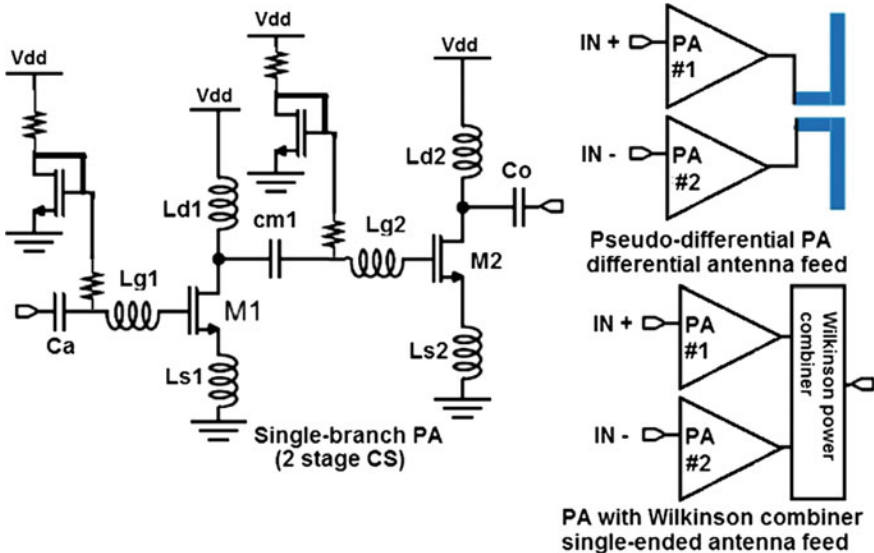 Vdd
Vdd
Vdd
Vdd
Ld1
Ld2
Co
cm1
Lg1
Lg2
M1
M2
Ca
Ls1
Ls2
Single-branch PA
(2 stage CS)
IN +
PA
#1
IN -
PA
#2
Pseudo-differential PA
differential antenna feed
IN +
PA
#1
IN -
PA
#2
Wilkinson power
combiner
PA with Wilkinson combiner
single-ended antenna feed